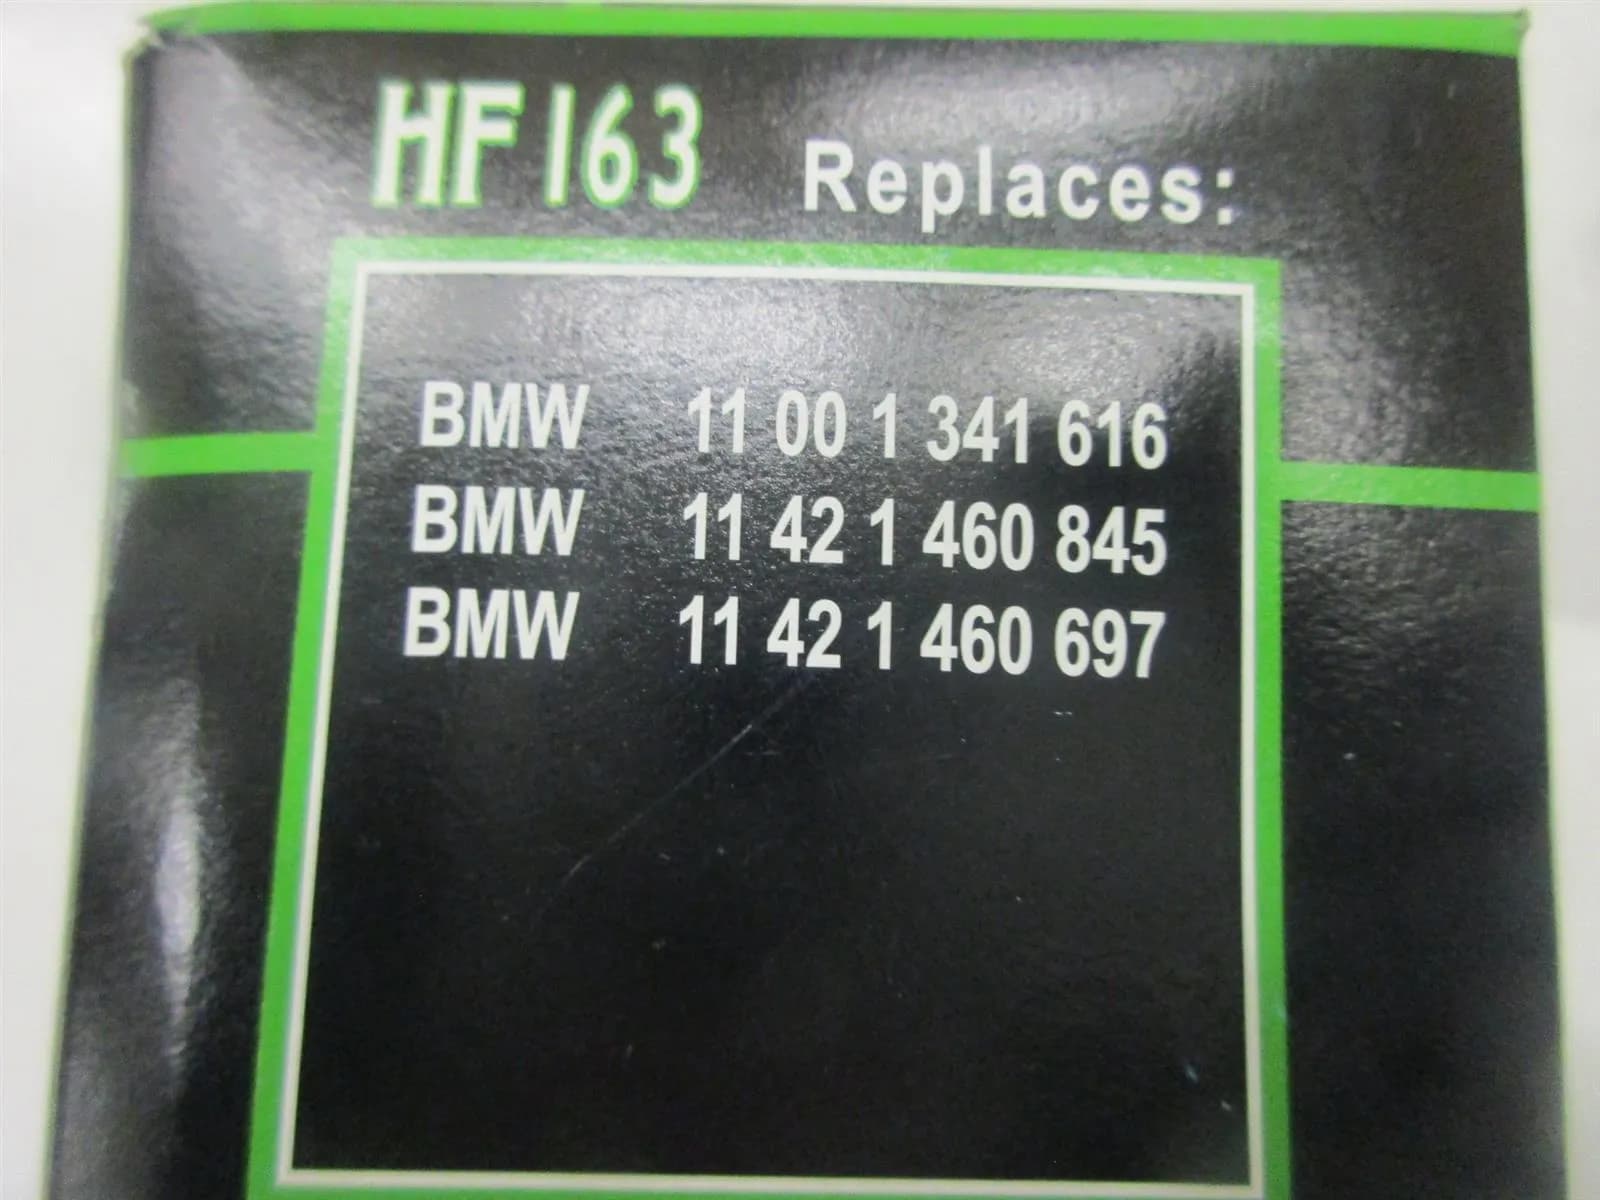 HF163 Replaces:
BMW 11 00 1 341 616
BMW 11 42 1 460 845
BMW 11 42 1 460 697